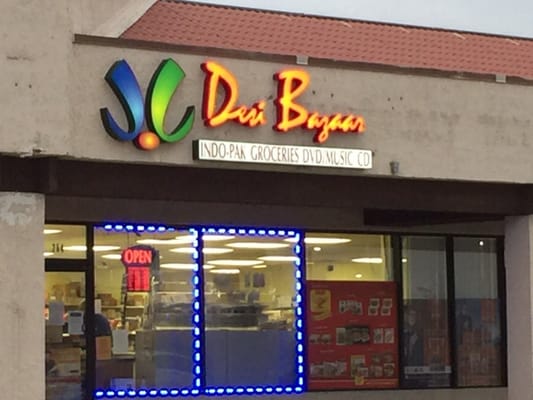 Desi Bazaar
INDO-PAK GROCERIES DVD/MUSIC CD
OPEN